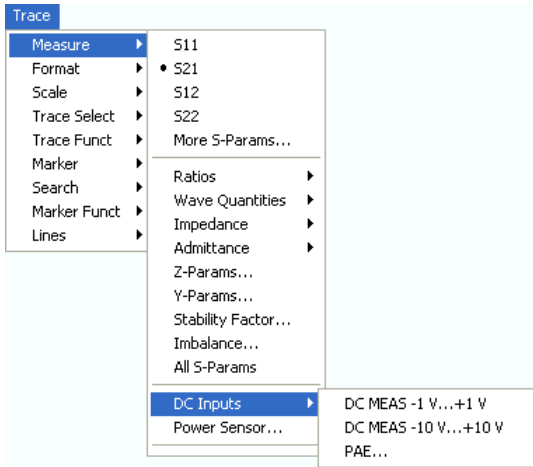 Trace
Measure
Format
Scale
Trace Select
Trace Funct
Marker
Search
Marker Funct
Lines
S11
• S21
S12
S22
More S-Params...
Ratios
Wave Quantities
Impedance
Admittance
Z-Params...
Y-Params...
Stability Factor...
Imbalance...
All S-Params
DC Inputs
Power Sensor...
DC MEAS -1 V...+1 V
DC MEAS -10 V...+10 V
PAE...